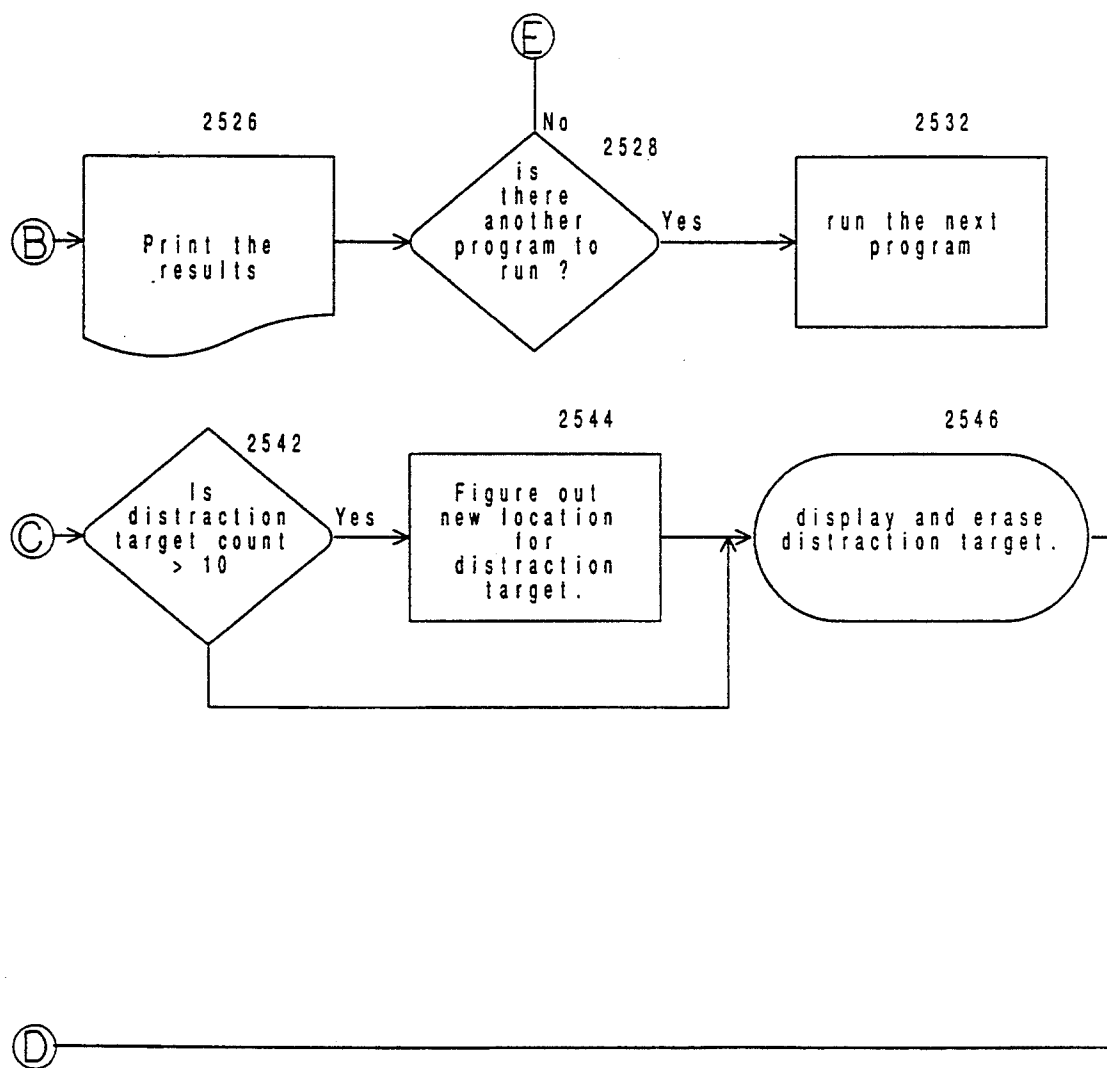 E
No
2526
2528
2532
B
Print the
results
is
there
another
program to
run ?
Yes
run the next
program
2542
2544
2546
C
Is
distraction
target count
> 10
Yes
Figure out
new location
for
distraction
target.
display and erase
distraction target.
D